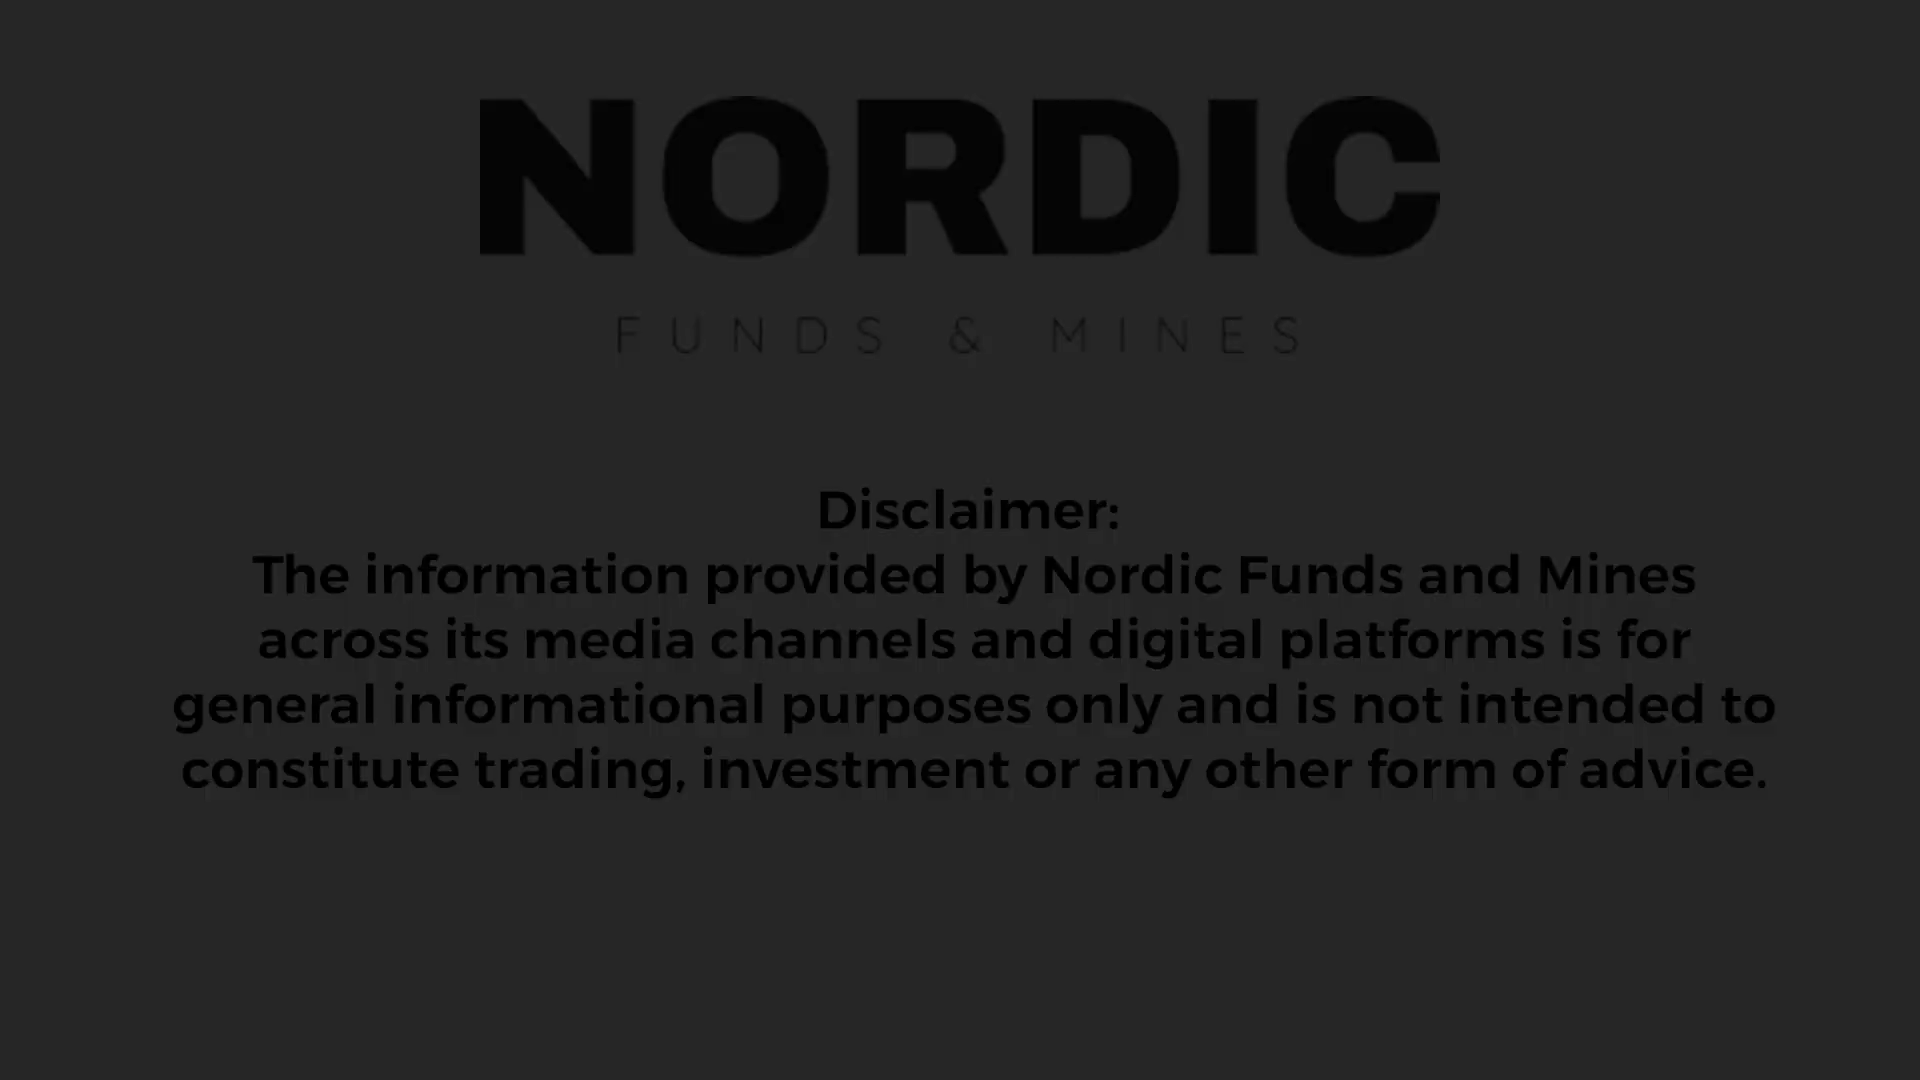 NORDIC
FUNDS & MINES
Disclaimer:
The information provided by Nordic Funds and Mines
across its media channels and digital platforms is for
general informational purposes only and is not intended to
constitute trading, investment or any other form of advice.